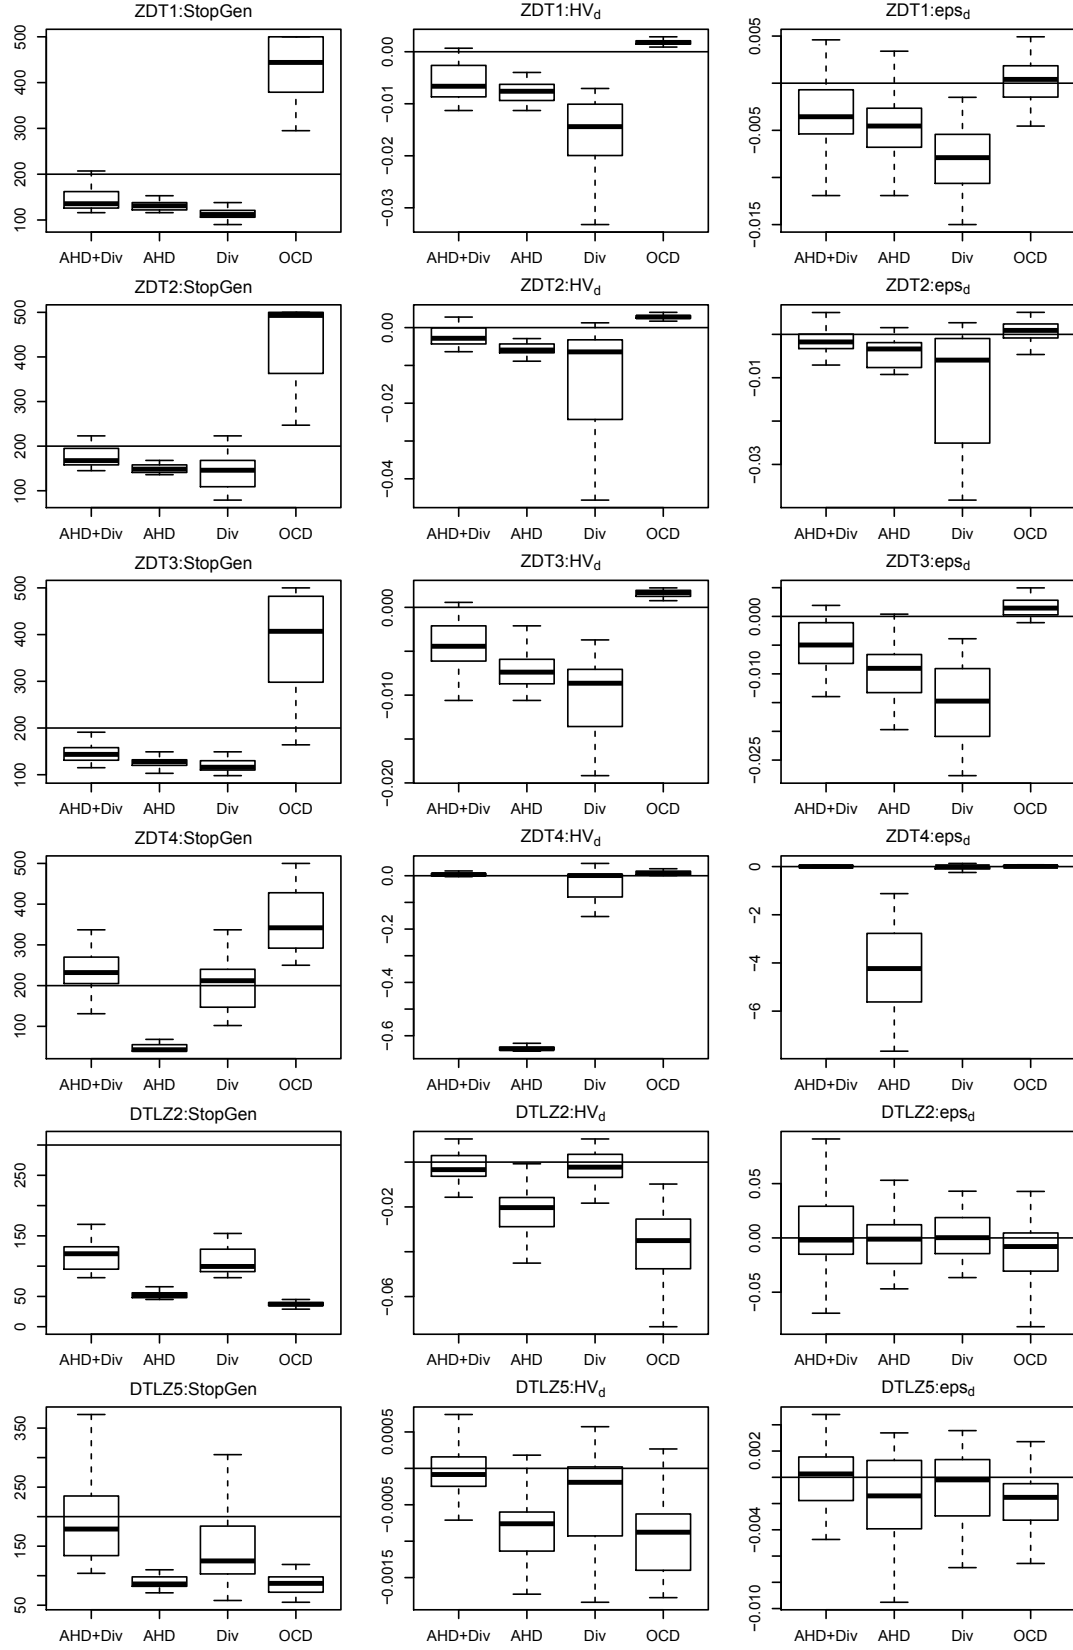 ZDT1:StopGen
500
400
300
200
100
AHD+Div AHD Div OCD
ZDT1:HVd
0.00
−0.01
−0.02
−0.03
AHD+Div AHD Div OCD
ZDT1:epsd
0.005
−0.005
−0.015
AHD+Div AHD Div OCD
ZDT2:StopGen
500
400
300
200
100
AHD+Div AHD Div OCD
ZDT2:HVd
0.00
−0.02
−0.04
AHD+Div AHD Div OCD
ZDT2:epsd
−0.01
−0.03
AHD+Div AHD Div OCD
ZDT3:StopGen
500
400
300
200
100
AHD+Div AHD Div OCD
ZDT3:HVd
0.000
−0.010
−0.020
AHD+Div AHD Div OCD
ZDT3:epsd
0.000
−0.010
−0.025
AHD+Div AHD Div OCD
ZDT4:StopGen
500
400
300
200
100
AHD+Div AHD Div OCD
ZDT4:HVd
0.0
−0.2
−0.4
−0.6
AHD+Div AHD Div OCD
ZDT4:epsd
0
−2
−4
−6
AHD+Div AHD Div OCD
DTLZ2:StopGen
250
150
50
0
AHD+Div AHD Div OCD
DTLZ2:HVd
−0.02
−0.06
AHD+Div AHD Div OCD
DTLZ2:epsd
0.05
0.00
−0.05
AHD+Div AHD Div OCD
DTLZ5:StopGen
350
150
50
AHD+Div AHD Div OCD
DTLZ5:HVd
0.0005
−0.0005
−0.0015
AHD+Div AHD Div OCD
DTLZ5:epsd
0.002
−0.004
−0.010
AHD+Div AHD Div OCD